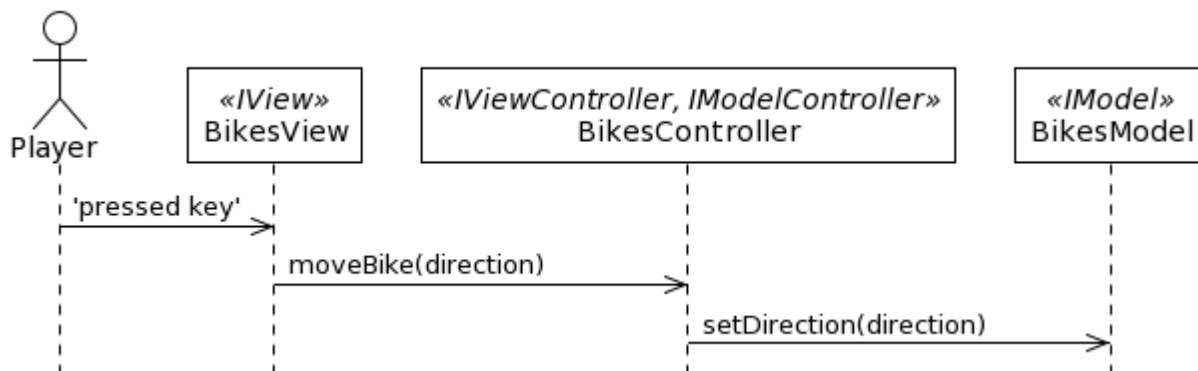 «IView»
BikesView
«IViewController, IModelController»
BikesController
«IModel»
BikesModel
Player
'pressed key'
moveBike(direction)
setDirection(direction)